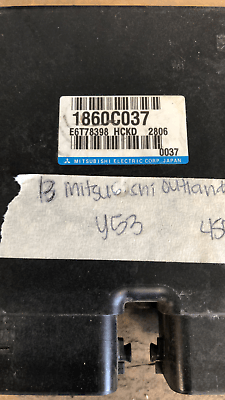 1860C037
E6T78398 HCKD 2806
0037
MITSUBISHI ELECTRIC CORP. JAPAN
13 mitsubishi outland
y53